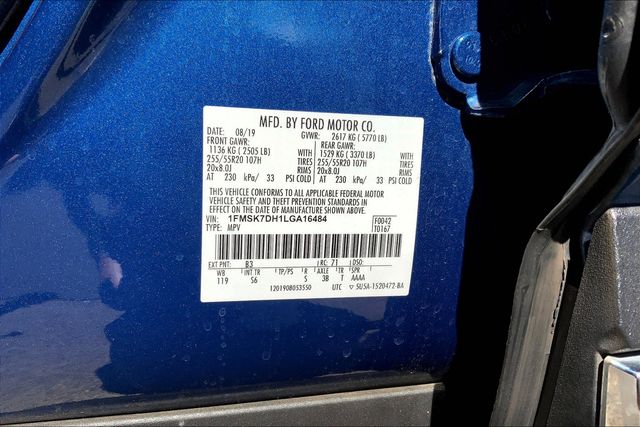 MFD. BY FORD MOTOR CO.
DATE: 08/19 GVWR: 2617 KG ( 5770 LB)
FRONT GAWR: REAR GAWR:
1136 KG ( 2505 LB) WITH 1529 KG ( 3370 LB) WITH
255/55R20 107H TIRES 255/55R20 107H TIRES
20x8.0J RIMS 20x8.0J RIMS
AT 230 kPa/ 33 PSI COLD AT 230 kPa/ 33 PSI COLD
THIS VEHICLE CONFORMS TO ALL APPLICABLE FEDERAL MOTOR
VEHICLE SAFETY AND THEFT PREVENTION STANDARDS IN
EFFECT ON THE DATE OF MANUFACTURE SHOWN ABOVE.
VIN: 1FMSK7DH1LGA16484 F0042
TYPE: MPV T0167
EXT PNT: B3 RC: 71 DSO:
WB INT TR TP/PS R AXLE TR SPR
119 S6 S 3B T AAAA
1201908053550 UTC ▽ SU5A-1520472-BA